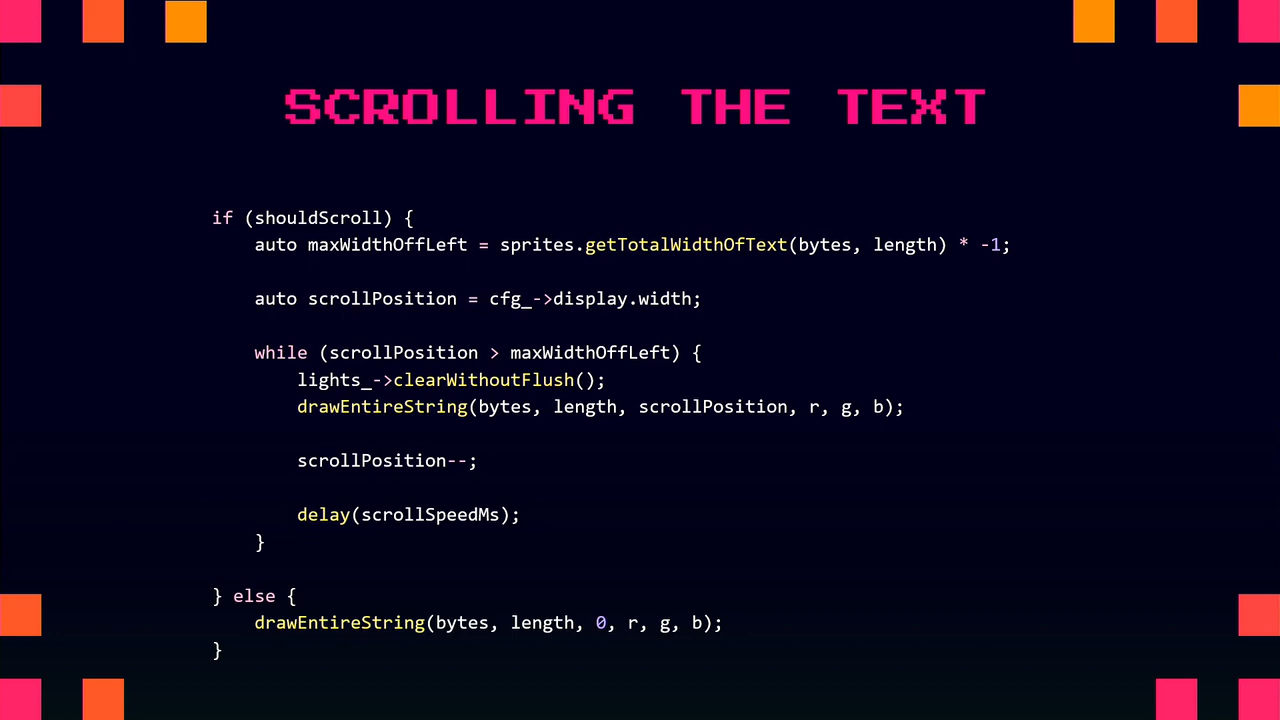 SCROLLING THE TEXT
if (shouldScroll) {
    auto maxWidthOffLeft = sprites.getTotalWidthOfText(bytes, length) * -1;
    auto scrollPosition = cfg_->display.width;
    while (scrollPosition > maxWidthOffLeft) {
        lights_->clearWithoutFlush();
        drawEntireString(bytes, length, scrollPosition, r, g, b);
        scrollPosition--;
        delay(scrollSpeedMs);
    }
} else {
    drawEntireString(bytes, length, 0, r, g, b);
}